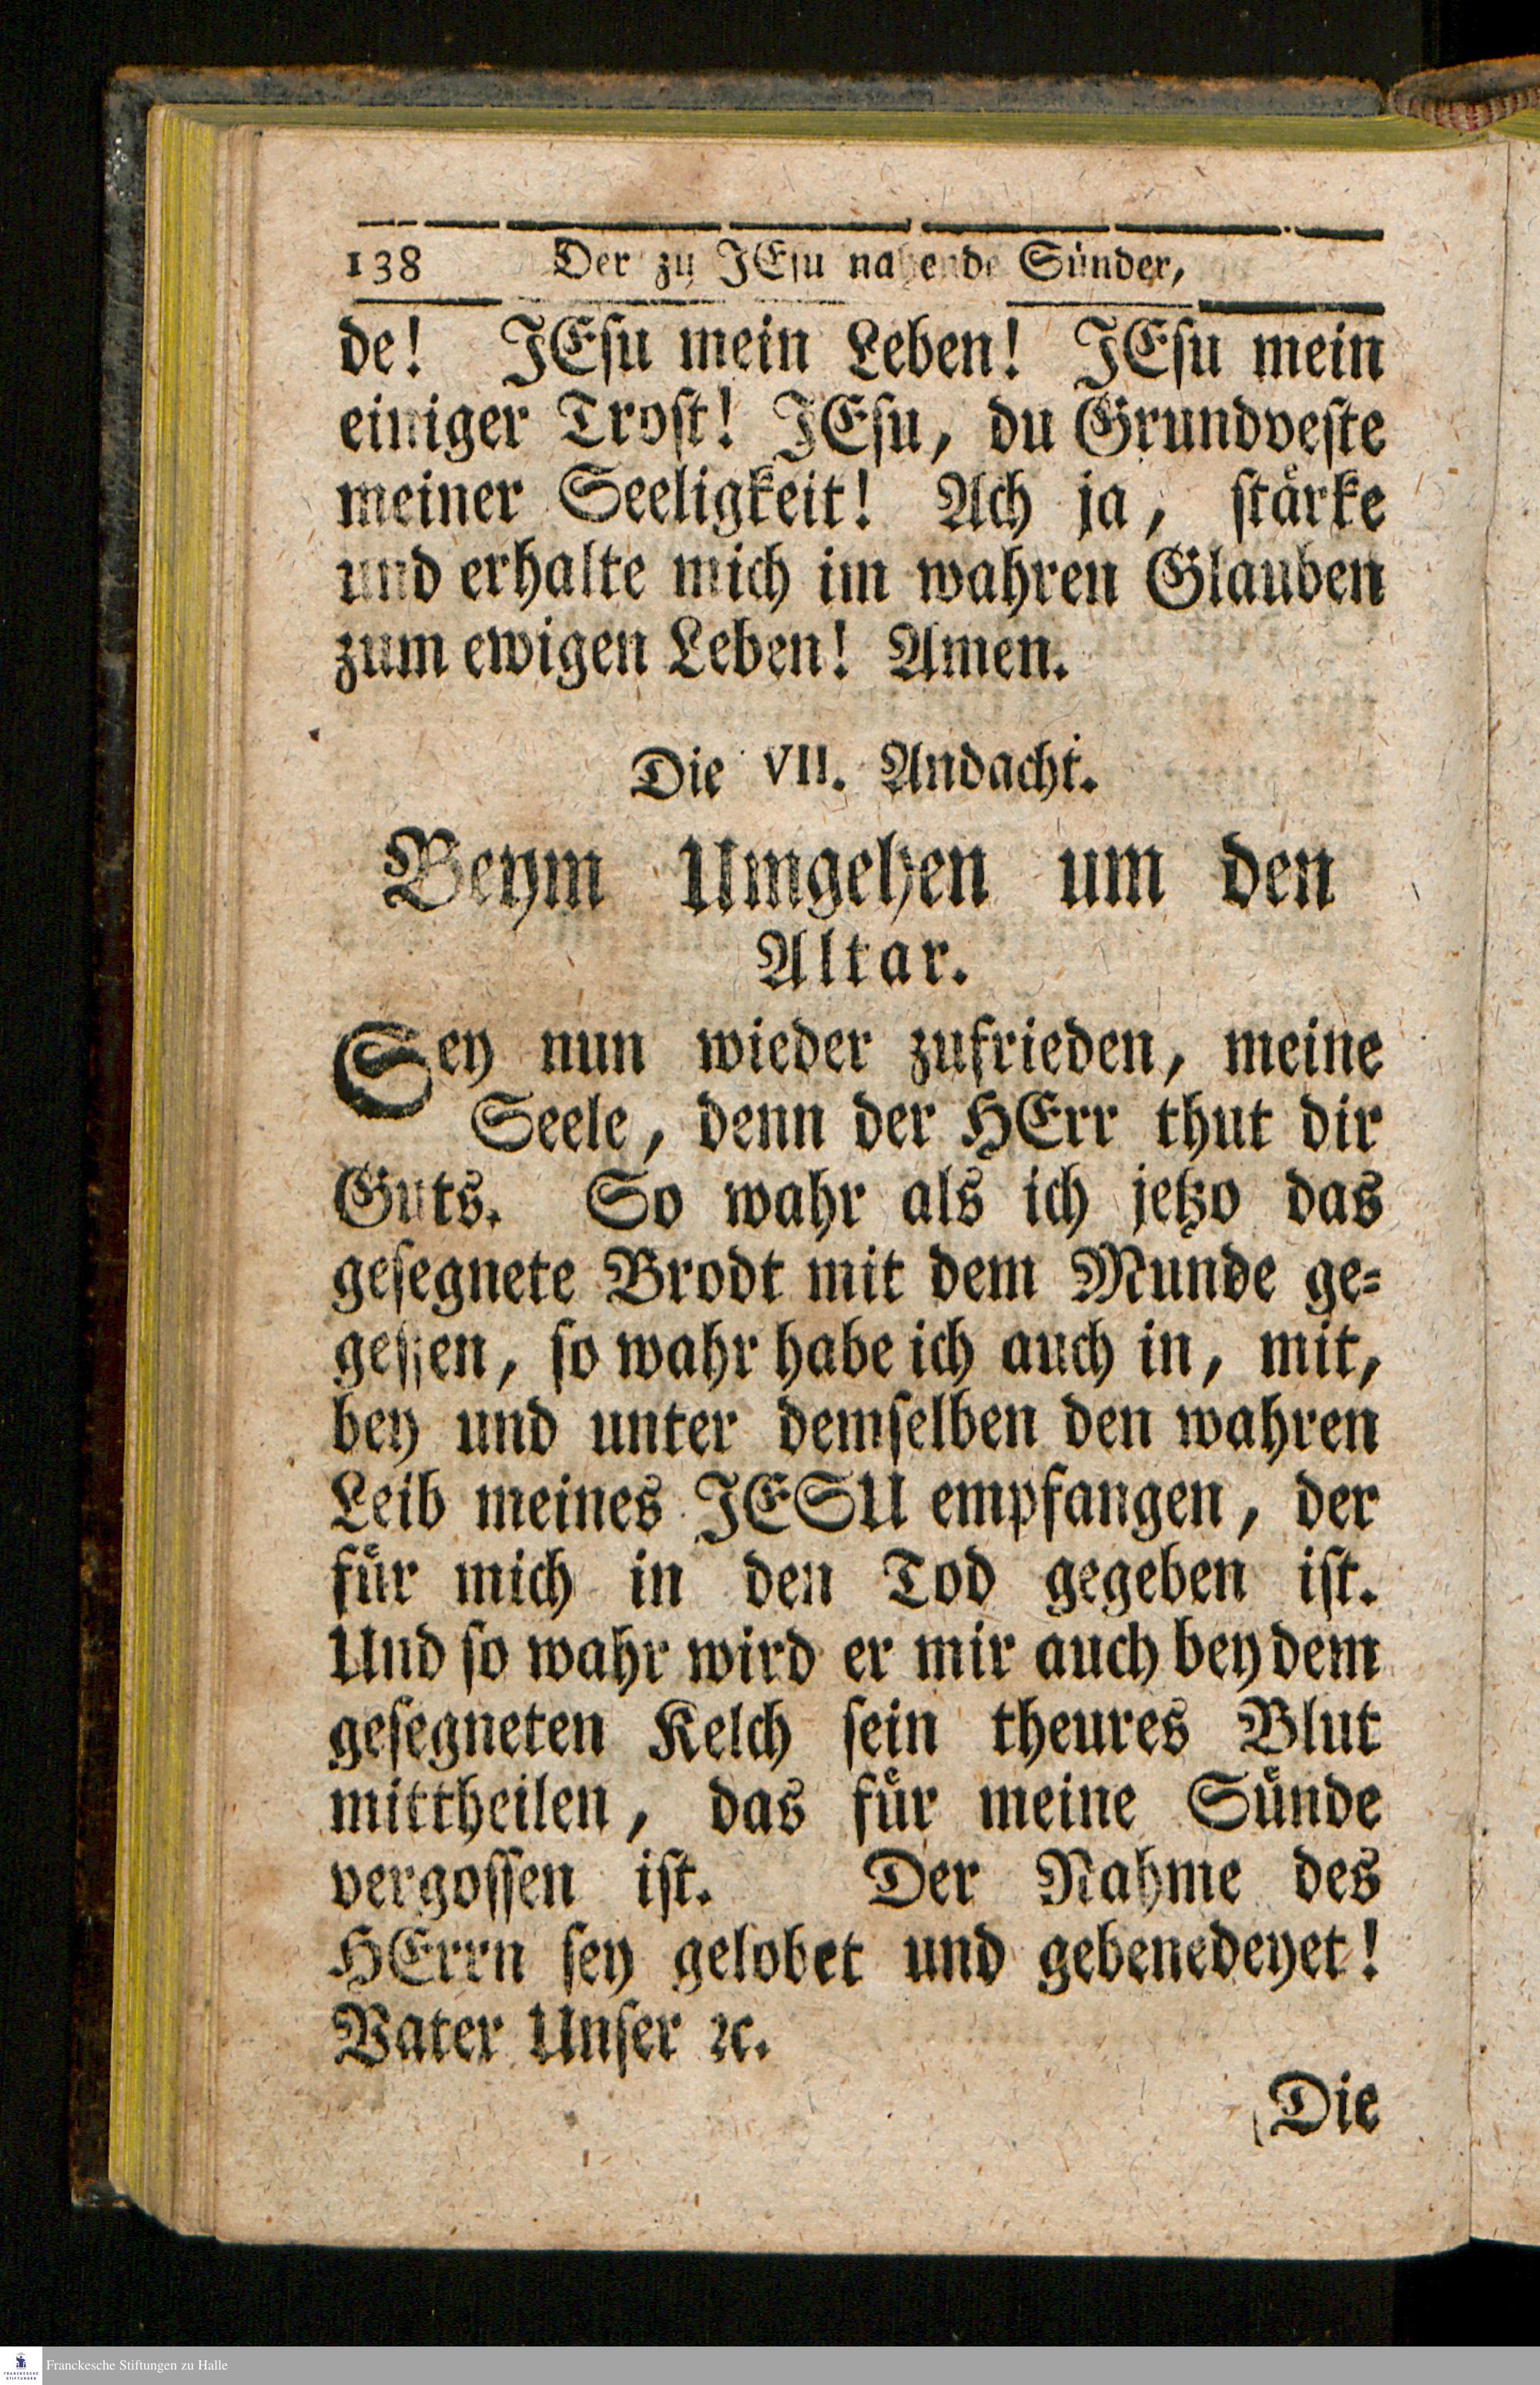 138 Der zu JEsu nahende Sünder,
de! JEsu mein Leben! JEsu mein
einiger Trost! JEsu, du Grundveste
meiner Seeligkeit! Ach ja, stärke
und erhalte mich im wahren Glauben
zum ewigen Leben! Amen.
Die VII. Andacht.
Beym Umgehen um den
Altar.
Sey nun wieder zufrieden, meine
Seele, denn der HErr thut dir
Guts. So wahr als ich jetzo das
gesegnete Brodt mit dem Munde ge-
gessen, so wahr habe ich auch in, mit,
bey und unter demselben den wahren
Leib meines JESU empfangen, der
für mich in den Tod gegeben ist.
Und so wahr wird er mir auch bey dem
gesegneten Kelch sein theures Blut
mittheilen, das für meine Sünde
vergossen ist. Der Nahme des
HErrn sey gelobet und gebenedeyet!
Vater Unser ꝛc.
Die
Franckesche Stiftungen zu Halle
FRANCKESCHE
STIFTUNGEN